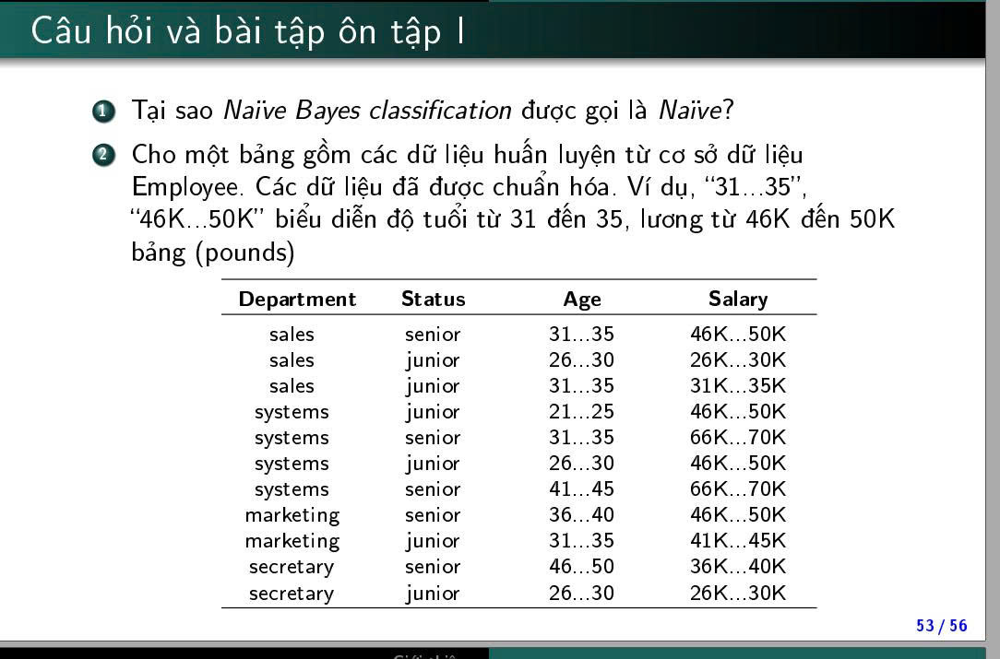 Câu hỏi và bài tập ôn tập I
1 Tại sao Naïve Bayes classification được gọi là Naïve?
2 Cho một bảng gồm các dữ liệu huấn luyện từ cơ sở dữ liệu
Employee. Các dữ liệu đã được chuẩn hóa. Ví dụ, “31...35”,
“46K...50K” biểu diễn độ tuổi từ 31 đến 35, lương từ 46K đến 50K
bảng (pounds)
Department Status Age Salary
sales senior 31...35 46K...50K
sales junior 26...30 26K...30K
sales junior 31...35 31K...35K
systems junior 21...25 46K...50K
systems senior 31...35 66K...70K
systems junior 26...30 46K...50K
systems senior 41...45 66K...70K
marketing senior 36...40 46K...50K
marketing junior 31...35 41K...45K
secretary senior 46...50 36K...40K
secretary junior 26...30 26K...30K
53 / 56